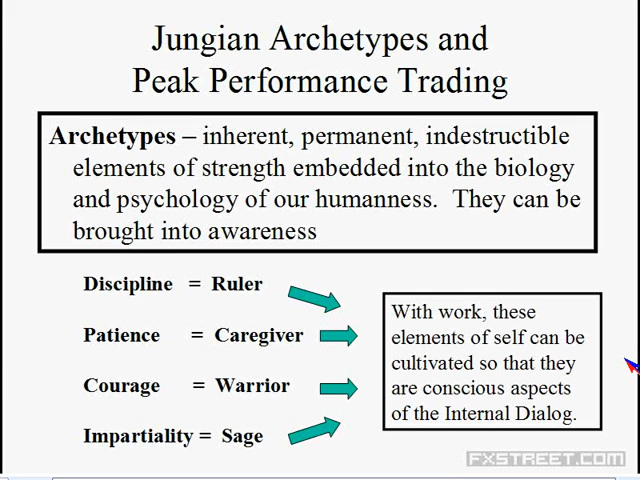 Jungian Archetypes and
Peak Performance Trading
Archetypes – inherent, permanent, indestructible
elements of strength embedded into the biology
and psychology of our humanness. They can be
brought into awareness
Discipline = Ruler
Patience = Caregiver
Courage = Warrior
Impartiality = Sage
With work, these
elements of self can be
cultivated so that they
are conscious aspects
of the Internal Dialog.
FXSTREET.COM